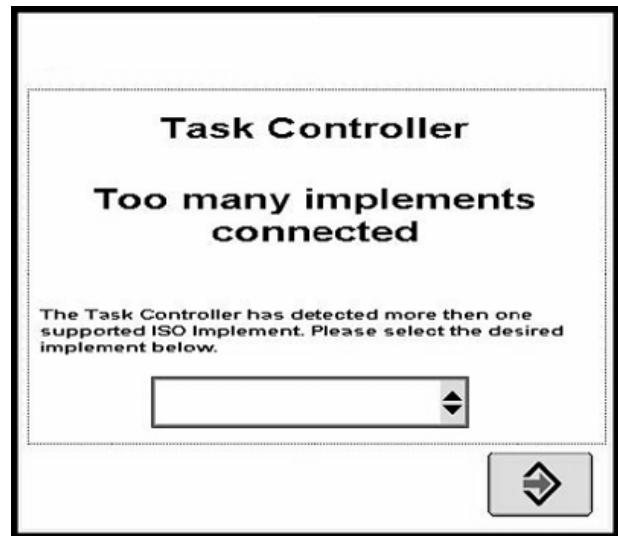 Task Controller
Too many implements
connected
The Task Controller has detected more then one
supported ISO Implement. Please select the desired
implement below.